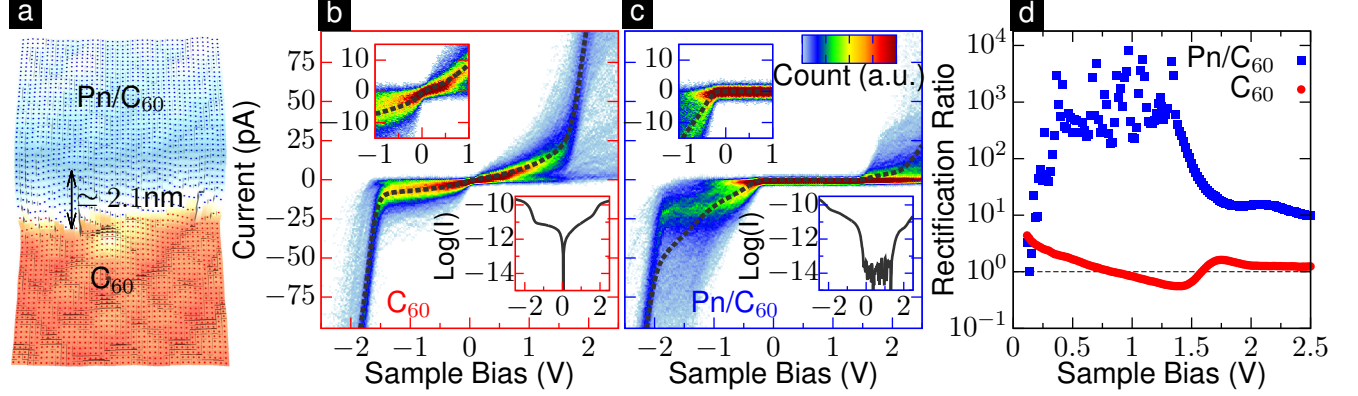 a
Pn/C60
≃ 2.1nm
C60
b
Current (pA)
75
50
25
0
−25
−50
−75
10
0
−10
−1 0 1
Log(I)
−10
−12
−14
−2 0 2
C60
−2 −1 0 1 2
Sample Bias (V)
c
10
0
−10
−1 0 1
Count (a.u.)
Log(I)
−10
−12
−14
−2 0 2
Pn/C60
−2 −1 0 1 2
Sample Bias (V)
d
Rectification Ratio
10^4
10^3
10^2
10^1
10^0
10^−1
Pn/C60
C60
0 0.5 1 1.5 2 2.5
Sample Bias (V)